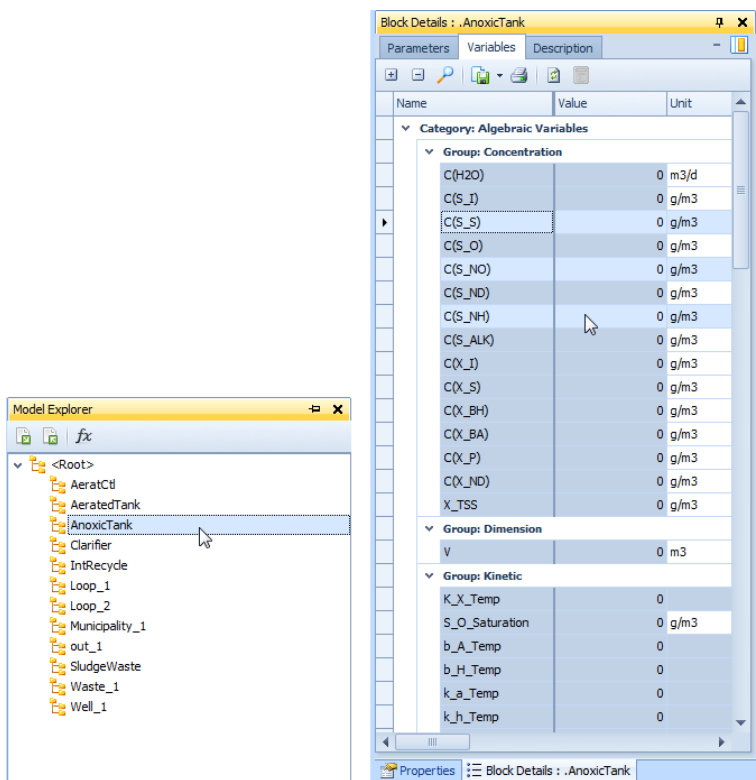 Model Explorer
fx
<Root>
AeratCtl
AeratedTank
AnoxicTank
Clarifier
IntRecycle
Loop_1
Loop_2
Municipality_1
out_1
SludgeWaste
Waste_1
Well_1
Block Details : .AnoxicTank
Parameters Variables Description
Name Value Unit
Category: Algebraic Variables
Group: Concentration
C(H2O) 0 m3/d
C(S_I) 0 g/m3
C(S_S) 0 g/m3
C(S_O) 0 g/m3
C(S_NO) 0 g/m3
C(S_ND) 0 g/m3
C(S_NH) 0 g/m3
C(S_ALK) 0 g/m3
C(X_I) 0 g/m3
C(X_S) 0 g/m3
C(X_BH) 0 g/m3
C(X_BA) 0 g/m3
C(X_P) 0 g/m3
C(X_ND) 0 g/m3
X_TSS 0 g/m3
Group: Dimension
V 0 m3
Group: Kinetic
K_X_Temp 0
S_O_Saturation 0 g/m3
b_A_Temp 0
b_H_Temp 0
k_a_Temp 0
k_h_Temp 0
Properties Block Details : .AnoxicTank